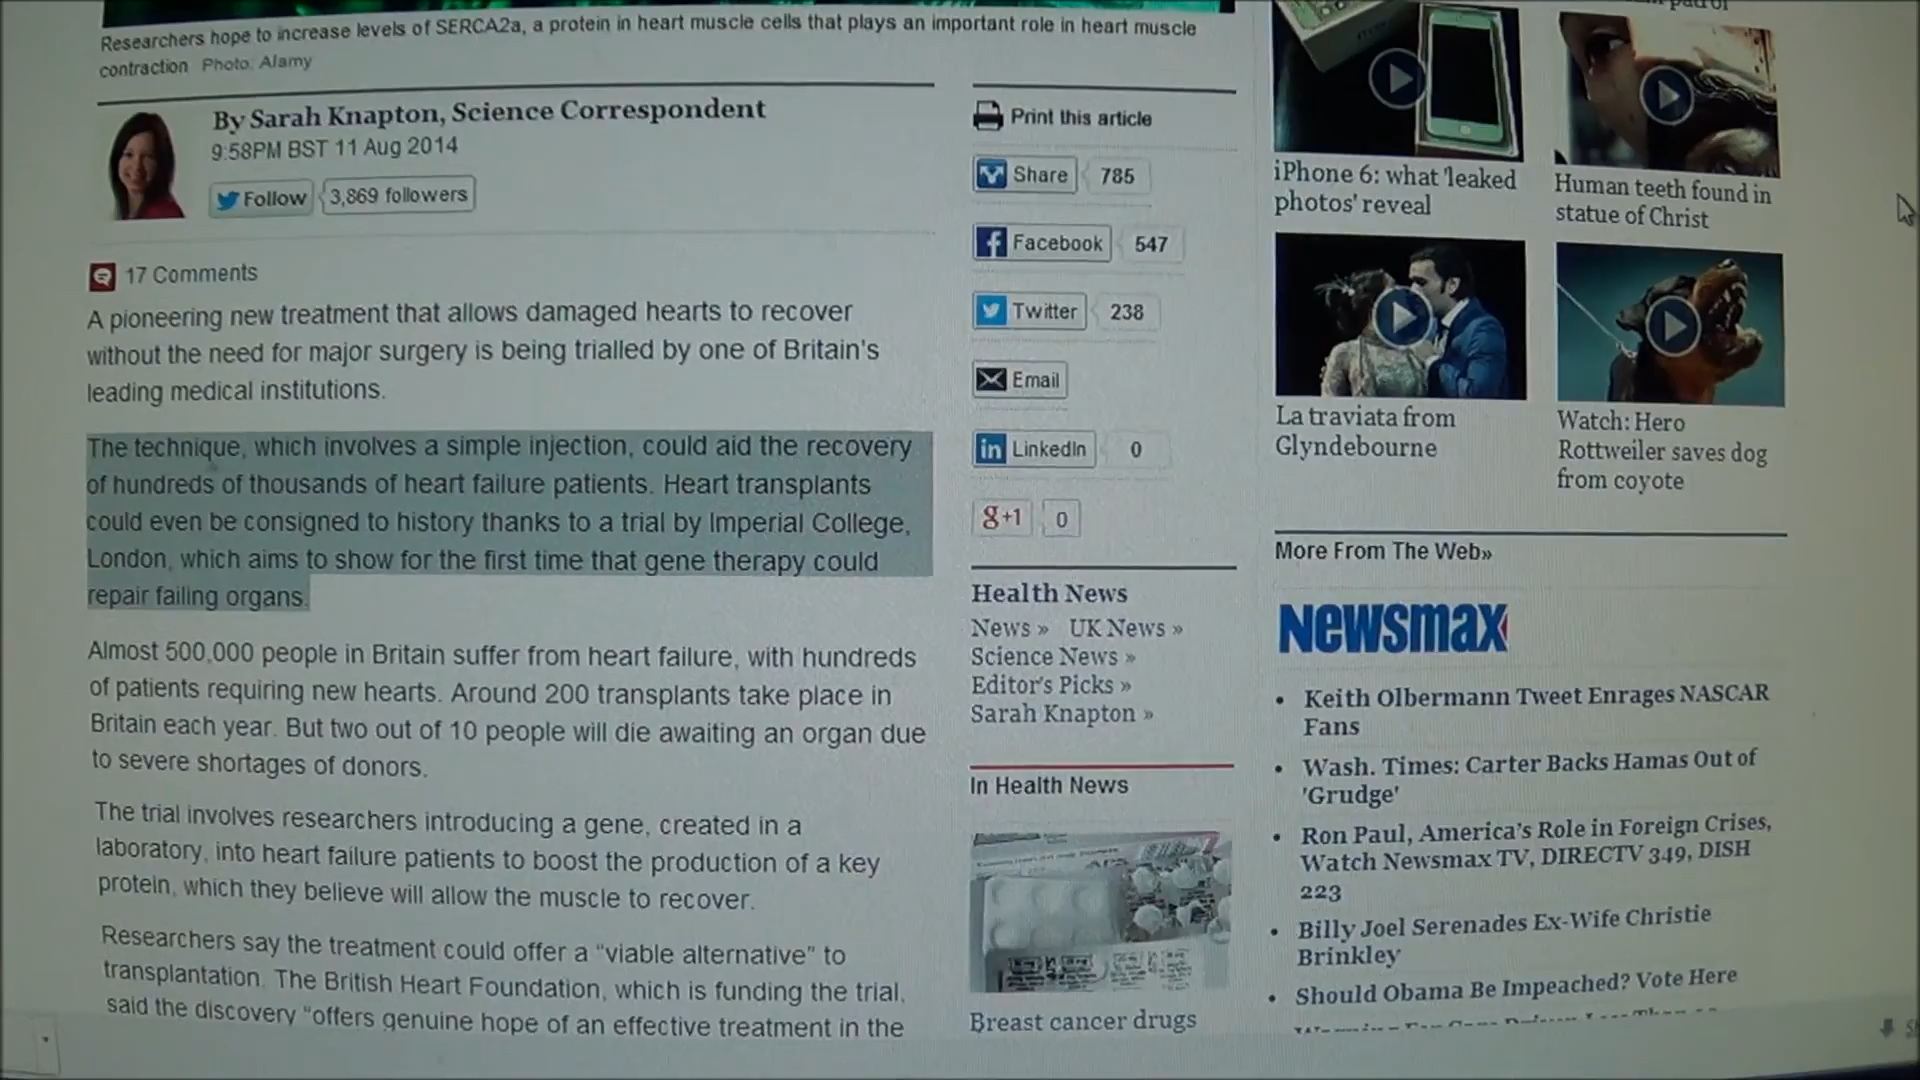 Researchers hope to increase levels of SERCA2a, a protein in heart muscle cells that plays an important role in heart muscle
contraction Photo: Alamy
By Sarah Knapton, Science Correspondent
9:58PM BST 11 Aug 2014
Follow
3,869 followers
17 Comments
A pioneering new treatment that allows damaged hearts to recover
without the need for major surgery is being trialled by one of Britain's
leading medical institutions.
The technique, which involves a simple injection, could aid the recovery
of hundreds of thousands of heart failure patients. Heart transplants
could even be consigned to history thanks to a trial by Imperial College,
London, which aims to show for the first time that gene therapy could
repair failing organs.
Almost 500,000 people in Britain suffer from heart failure, with hundreds
of patients requiring new hearts. Around 200 transplants take place in
Britain each year. But two out of 10 people will die awaiting an organ due
to severe shortages of donors.
The trial involves researchers introducing a gene, created in a
laboratory, into heart failure patients to boost the production of a key
protein, which they believe will allow the muscle to recover.
Researchers say the treatment could offer a “viable alternative” to
transplantation. The British Heart Foundation, which is funding the trial,
said the discovery “offers genuine hope of an effective treatment in the
Print this article
Share 785
Facebook 547
Twitter 238
Email
in LinkedIn 0
g+1 0
Health News
News » UK News »
Science News »
Editor's Picks »
Sarah Knapton »
In Health News
Breast cancer drugs
patrol
iPhone 6: what 'leaked
photos' reveal
Human teeth found in
statue of Christ
La traviata from
Glyndebourne
Watch: Hero
Rottweiler saves dog
from coyote
More From The Web»
Newsmax
• Keith Olbermann Tweet Enrages NASCAR
Fans
• Wash. Times: Carter Backs Hamas Out of
'Grudge'
• Ron Paul, America's Role in Foreign Crises,
Watch Newsmax TV, DIRECTV 349, DISH
223
• Billy Joel Serenades Ex-Wife Christie
Brinkley
• Should Obama Be Impeached? Vote Here